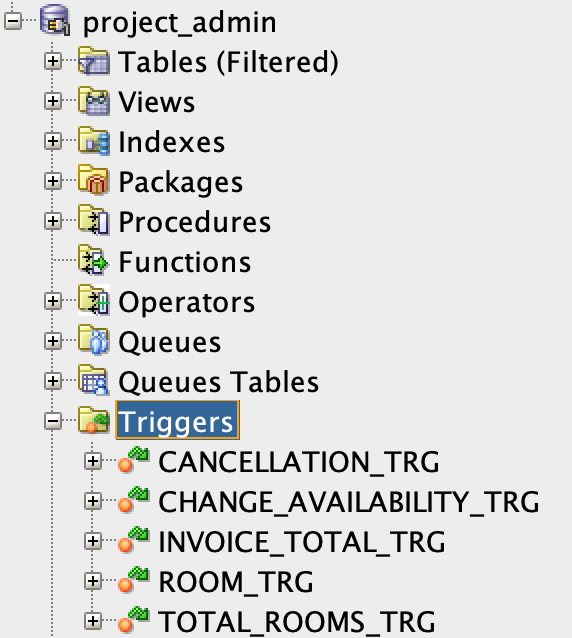 project_admin
Tables (Filtered)
Views
Indexes
Packages
Procedures
Functions
Operators
Queues
Queues Tables
Triggers
CANCELLATION_TRG
CHANGE_AVAILABILITY_TRG
INVOICE_TOTAL_TRG
ROOM_TRG
TOTAL_ROOMS_TRG